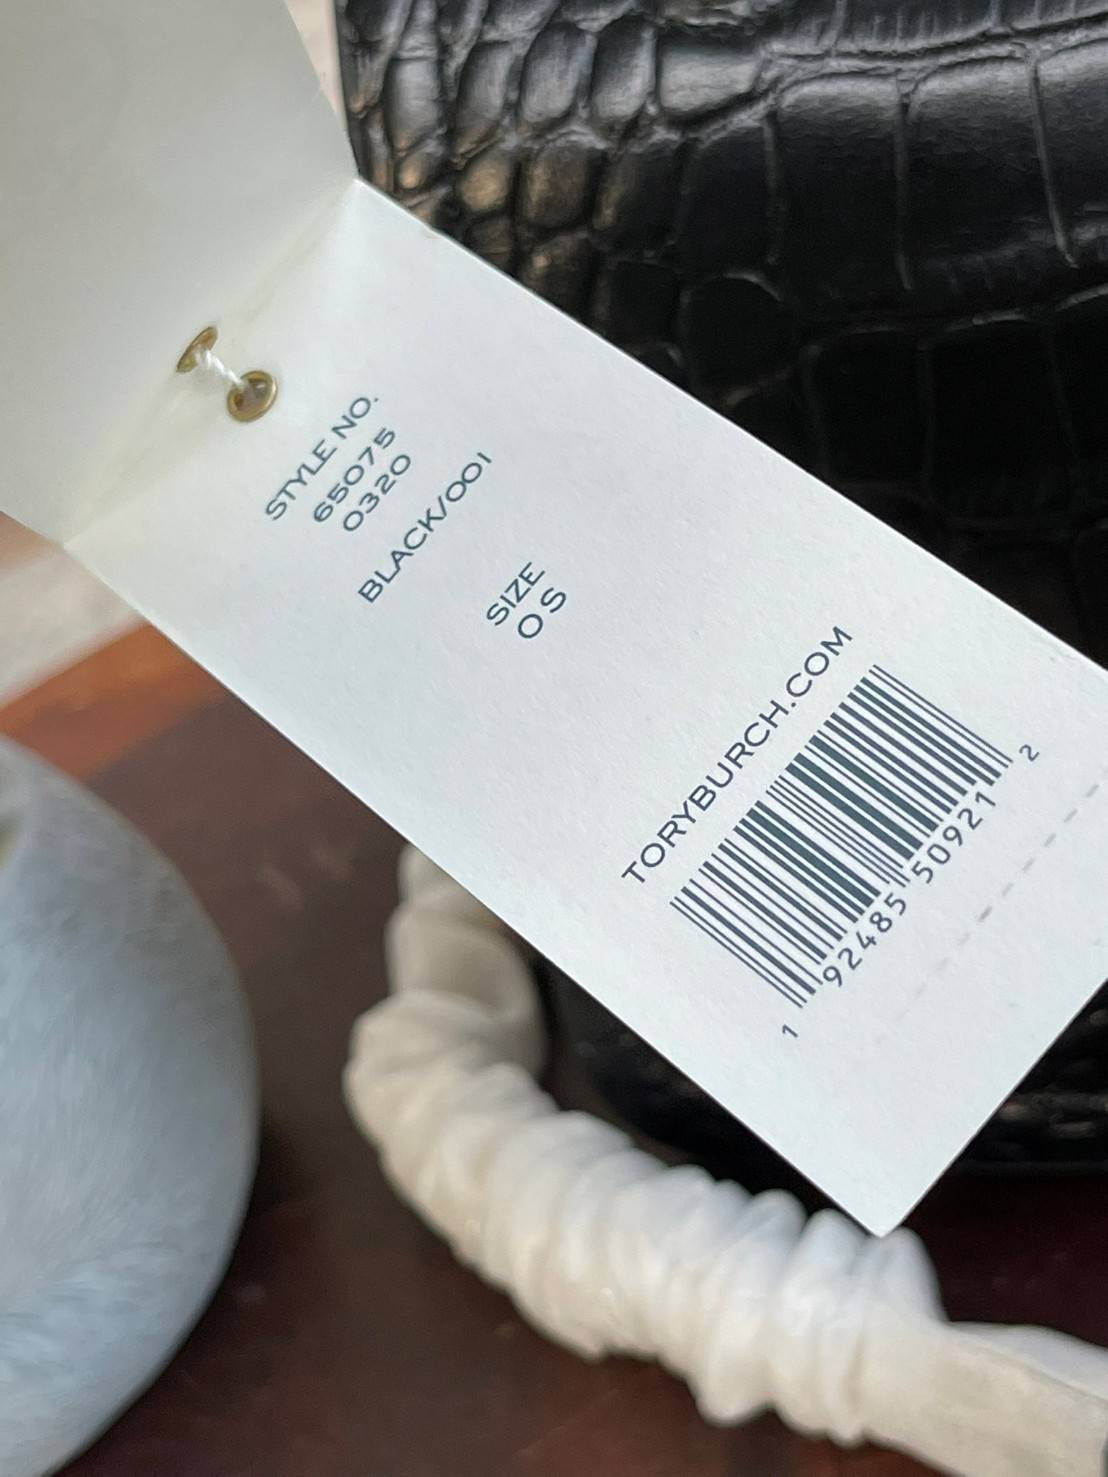 STYLE NO.
65075
0320
BLACK/001
SIZE
OS
TORYBURCH.COM
1 92485 50921 2